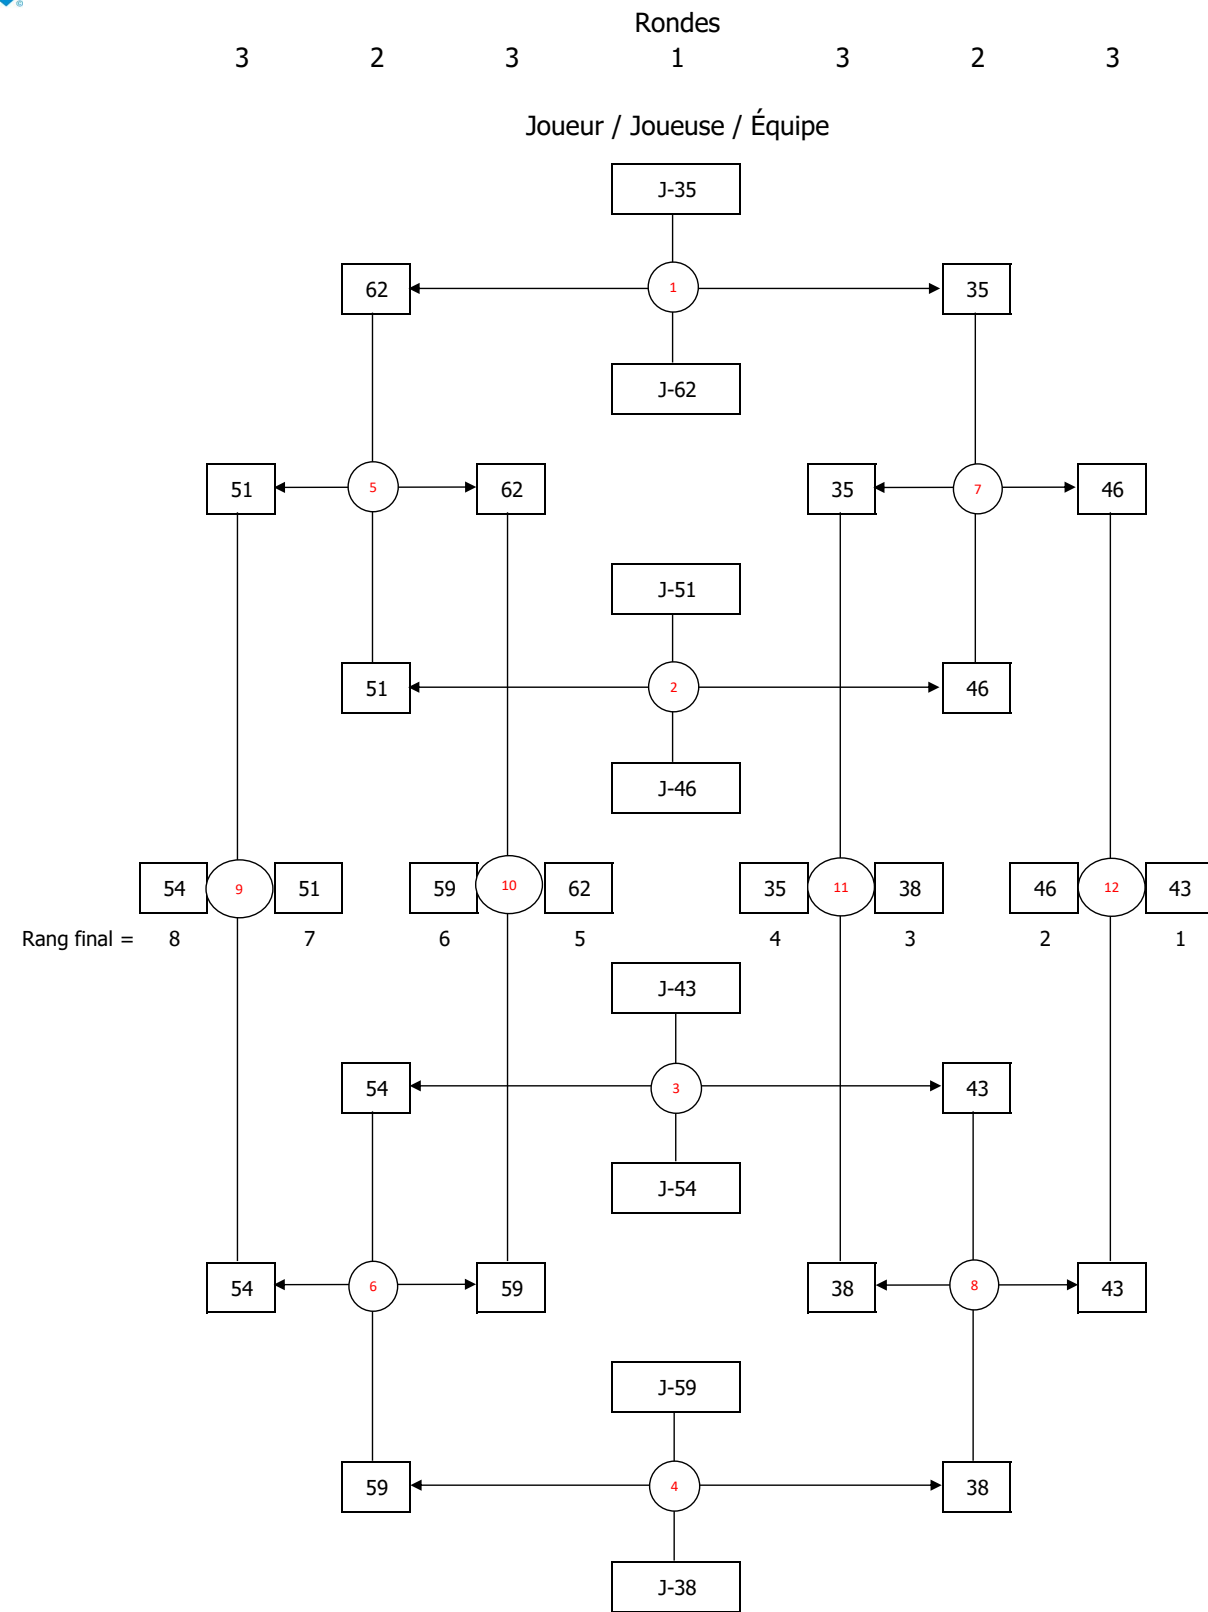 ©
Rondes
3 2 3 1 3 2 3
Joueur / Joueuse / Équipe
J-35
62 1 35
J-62
51 5 62 35 7 46
J-51
51 2 46
J-46
54 9 51 59 10 62 35 11 38 46 12 43
Rang final = 8 7 6 5 4 3 2 1
J-43
54 3 43
J-54
54 6 59 38 8 43
J-59
59 4 38
J-38